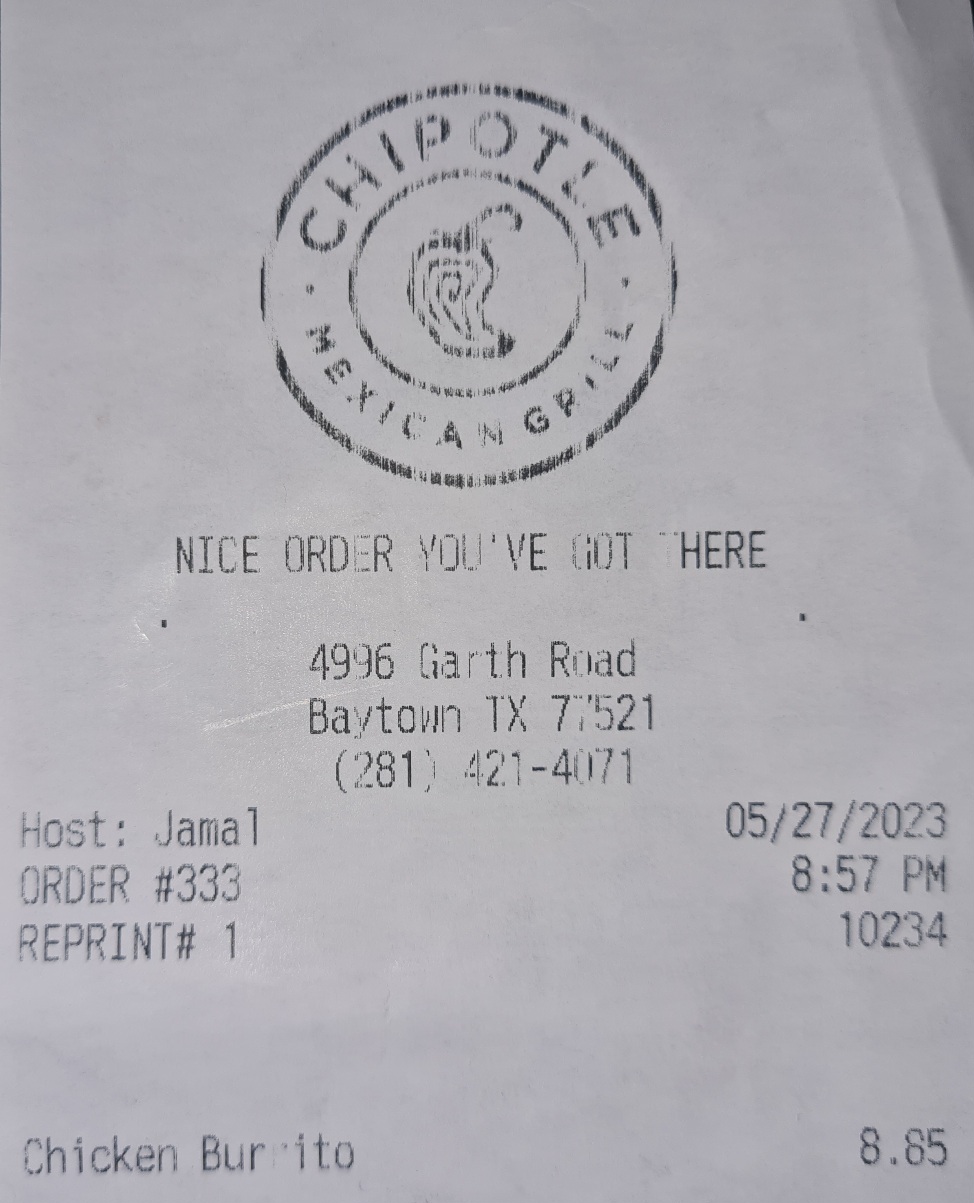 CHIPOTLE
MEXICAN GRILL
NICE ORDER YOU'VE GOT THERE
4996 Garth Road
Baytown TX 77521
(281) 421-4071
Host: Jamal 05/27/2023
ORDER #333 8:57 PM
REPRINT# 1 10234
Chicken Burrito 8.85